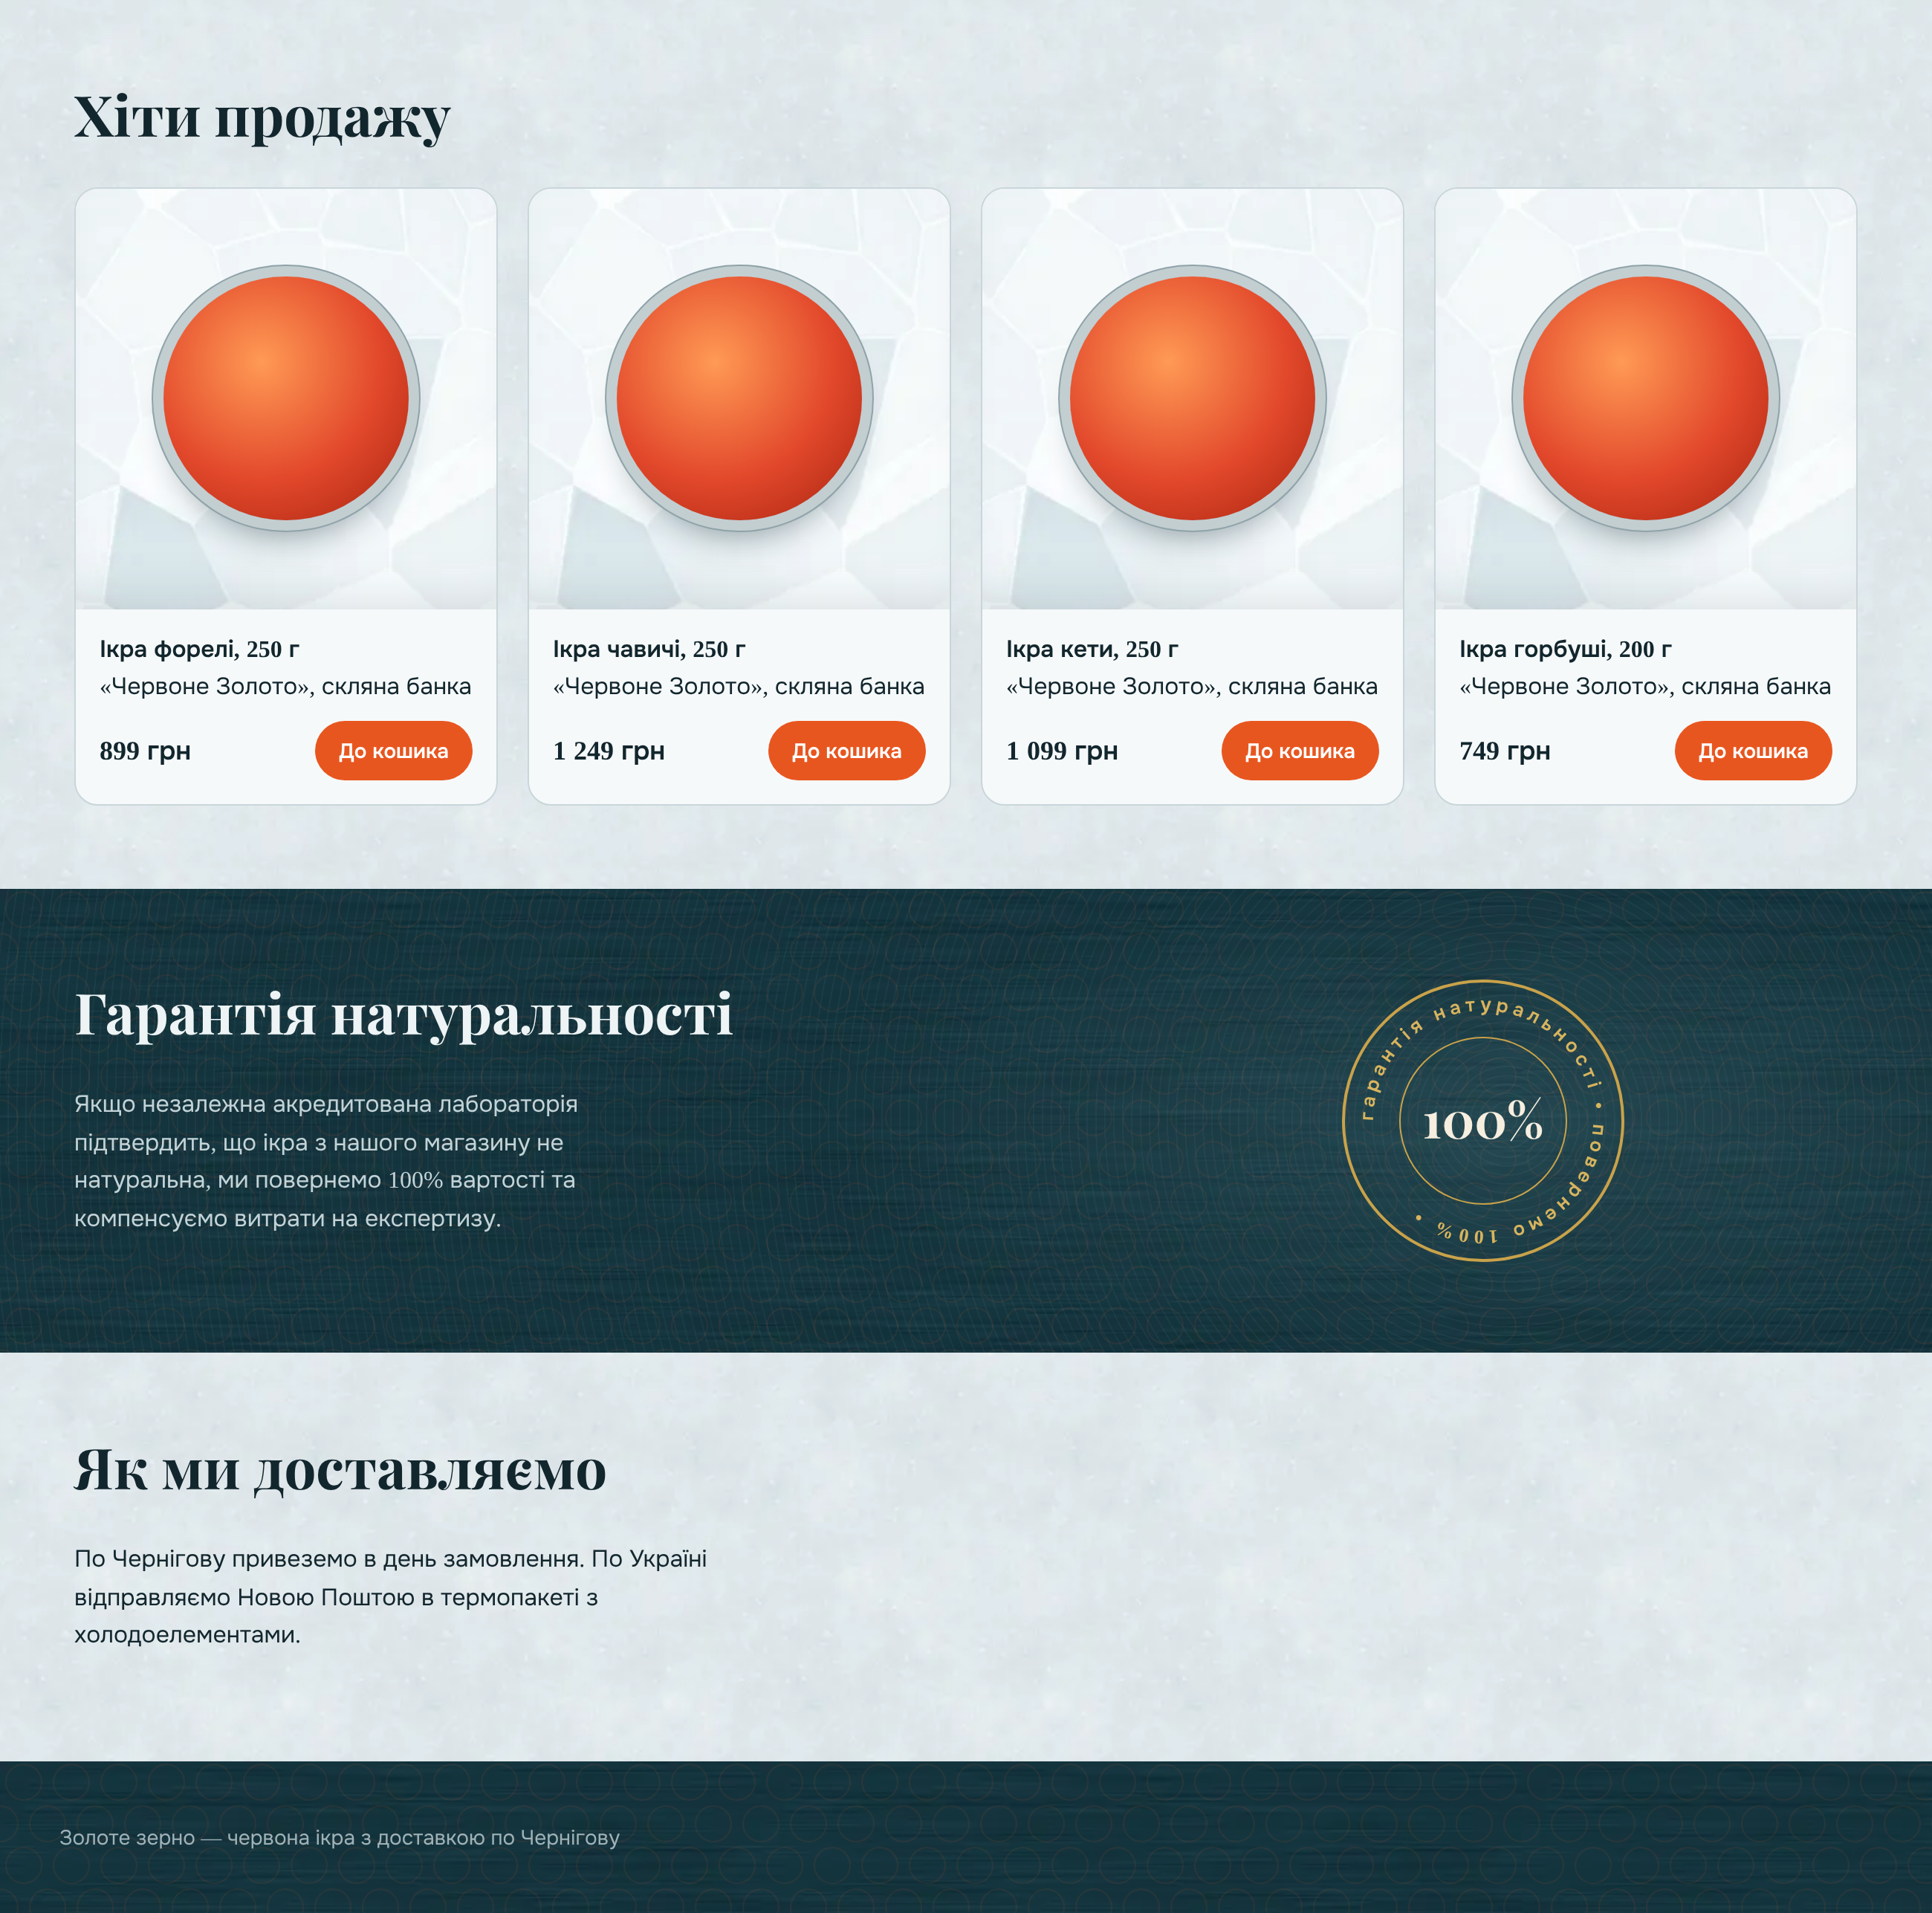 Хіти продажу
Ікра форелі, 250 г
«Червоне Золото», скляна банка
899 грн
До кошика
Ікра чавичі, 250 г
«Червоне Золото», скляна банка
1 249 грн
До кошика
Ікра кети, 250 г
«Червоне Золото», скляна банка
1 099 грн
До кошика
Ікра горбуші, 200 г
«Червоне Золото», скляна банка
749 грн
До кошика
Гарантія натуральності
Якщо незалежна акредитована лабораторія
підтвердить, що ікра з нашого магазину не
натуральна, ми повернемо 100% вартості та
компенсуємо витрати на експертизу.
гарантія натуральності • повернемо 100% •
100%
Як ми доставляємо
По Чернігову привеземо в день замовлення. По Україні
відправляємо Новою Поштою в термопакеті з
холодоелементами.
Золоте зерно — червона ікра з доставкою по Чернігову